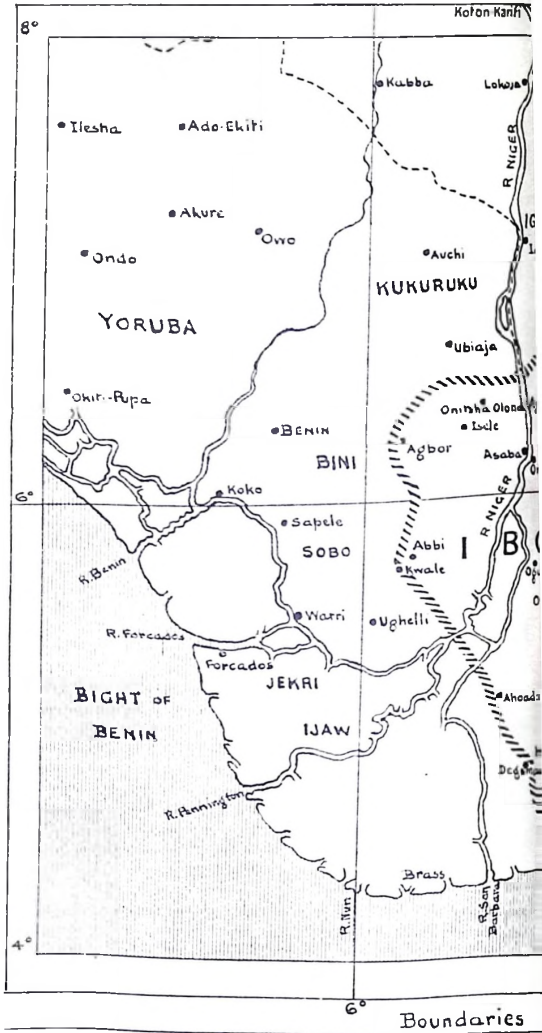 Koton Karifi
8°
Kabba
Lokoja
Ilesha
Ado-Ekiti
R. NIGER
Akure
IG
Owo
Ondo
Auchi
KUKURUKU
YORUBA
Ubiaja
Okiti-Pupa
Onitsha Olona
BENIN
Isele
Agbor
Asaba
BINI
Koko
6°
R. NIGER
Sapele
SOBO
Abbi
I B
Kwale
R. Benin
Warri
Ughelli
R. Forcados
Forcados
JEKRI
Ahoada
BIGHT OF
BENIN
IJAW
R. Pennington
Brass
R. Nun
R. San
Barbara
4°
6°
Boundaries